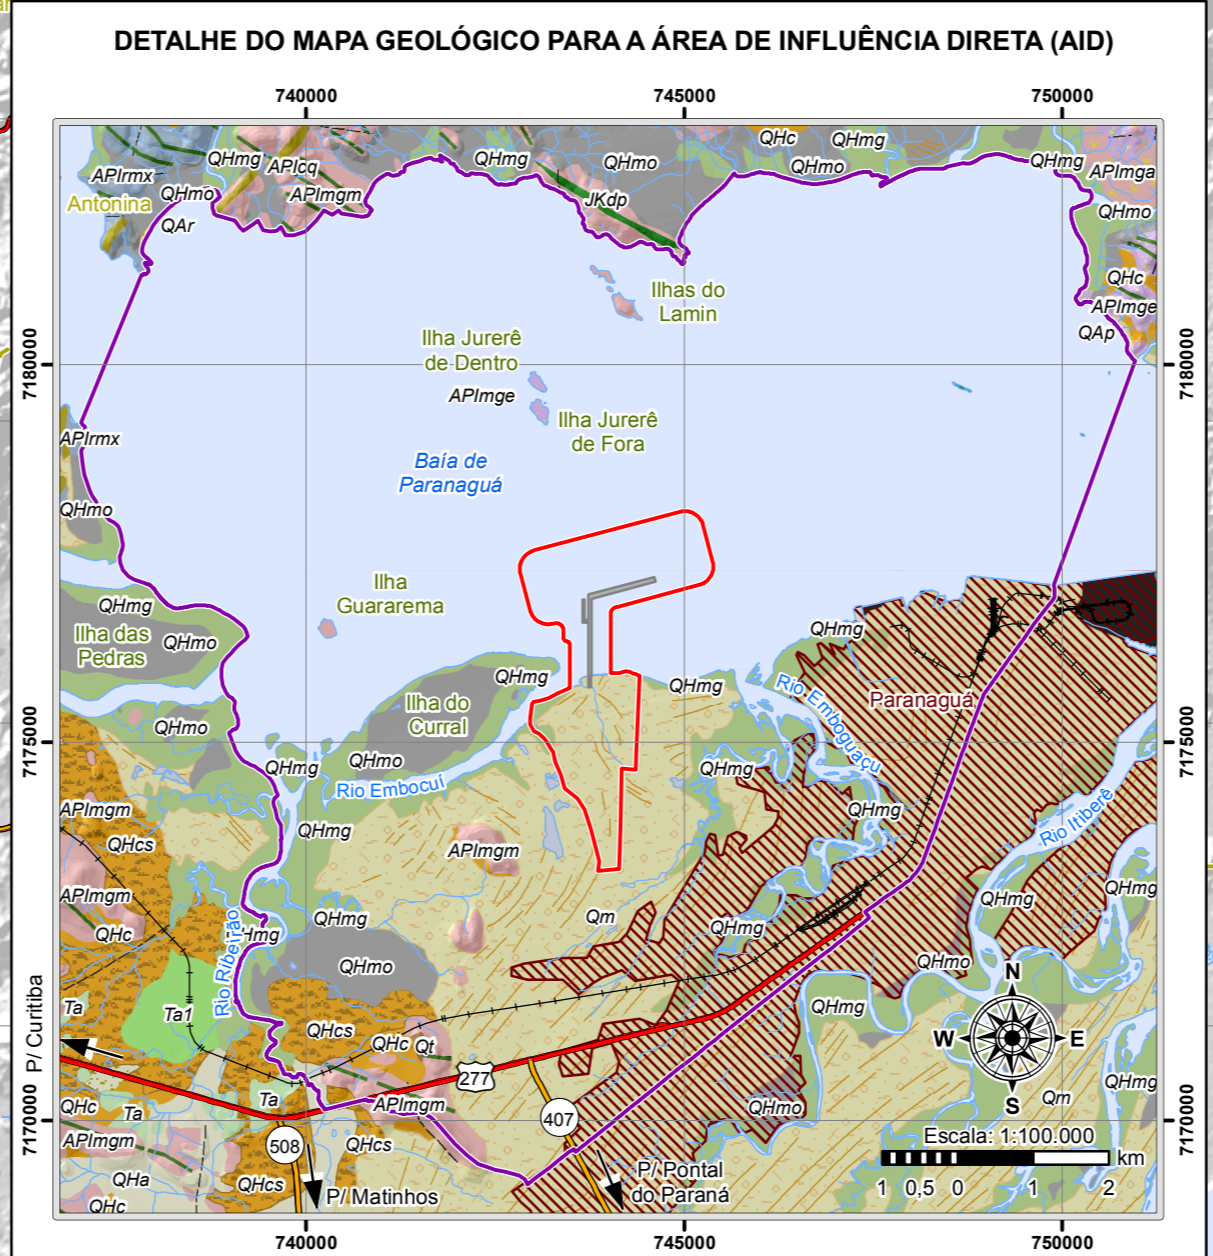 DETALHE DO MAPA GEOLÓGICO PARA A ÁREA DE INFLUÊNCIA DIRETA (AID)
740000
745000
750000
QHc
QHmg
QHmg
APIcq
QHmg
QHmo
QHmo
QHmg
APIrmx
APImga
Antonina
QHmo
APImgm
JKdp
QHmo
QAr
QHc
Ilhas do
Lamin
APImge
QAp
Ilha Jurerê
de Dentro
7180000
7180000
APImge
Ilha Jurerê
de Fora
APIrmx
Baía de
Paranaguá
QHmo
Ilha
Guararema
QHmg
Ilha das
Pedras
QHmo
QHmg
QHmg
QHmg
Rio Emboguaçu
Paranaguá
Ilha do
Curral
QHmo
7175000
7175000
QHmg
QHmo
QHmg
Rio Embocuí
APImgm
QHmg
QHmg
Rio Itiberê
QHcs
APImgm
APImgm
QHmg
QHmg
QHc
QHmg
Qm
QHmg
Hmg
Rio Ribeirão
QHmo
QHmo
P/ Curitiba
Ta
Ta1
QHmg
N
W
E
S
QHcs
QHc
Qt
277
QHmg
QHc
Ta
Ta
APImgm
407
QHmo
Qm
7170000
7170000
APImgm
508
QHcs
Escala: 1:100.000
km
1 0,5 0 1 2
QHa
QHcs
P/ Matinhos
P/ Pontal
do Paraná
QHc
740000
745000
750000